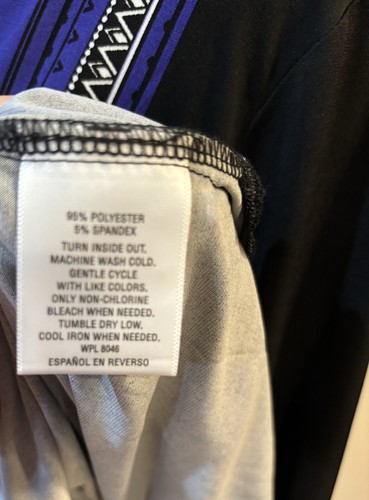 95% POLYESTER
5% SPANDEX
TURN INSIDE OUT.
MACHINE WASH COLD.
GENTLE CYCLE
WITH LIKE COLORS.
ONLY NON-CHLORINE
BLEACH WHEN NEEDED.
TUMBLE DRY LOW.
COOL IRON WHEN NEEDED.
WPL 8046
ESPAÑOL EN REVERSO